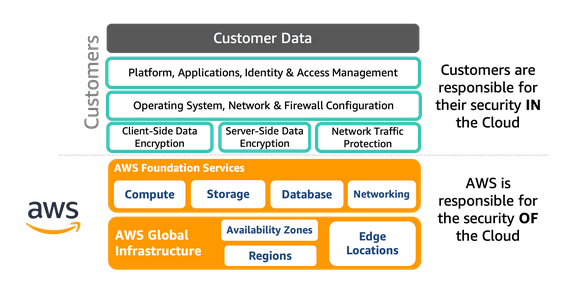 Customers
Customer Data
Platform, Applications, Identity & Access Management
Operating System, Network & Firewall Configuration
Client-Side Data
Encryption
Server-Side Data
Encryption
Network Traffic
Protection
Customers are
responsible for
their security IN
the Cloud
aws
AWS Foundation Services
Compute
Storage
Database
Networking
AWS Global
Infrastructure
Availability Zones
Regions
Edge
Locations
AWS is
responsible for
the security OF
the Cloud